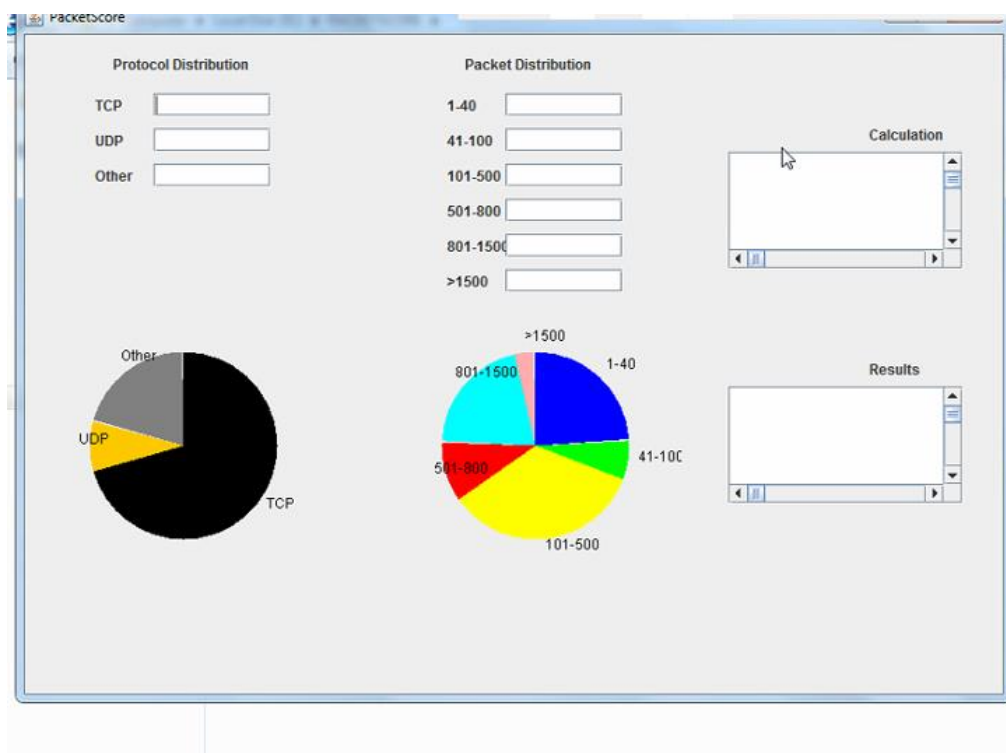 PacketScore
Protocol Distribution
TCP
UDP
Other
Packet Distribution
1-40
41-100
101-500
501-800
801-1500
>1500
Calculation
Other
UDP
TCP
>1500
801-1500
1-40
501-800
41-10
101-500
Results